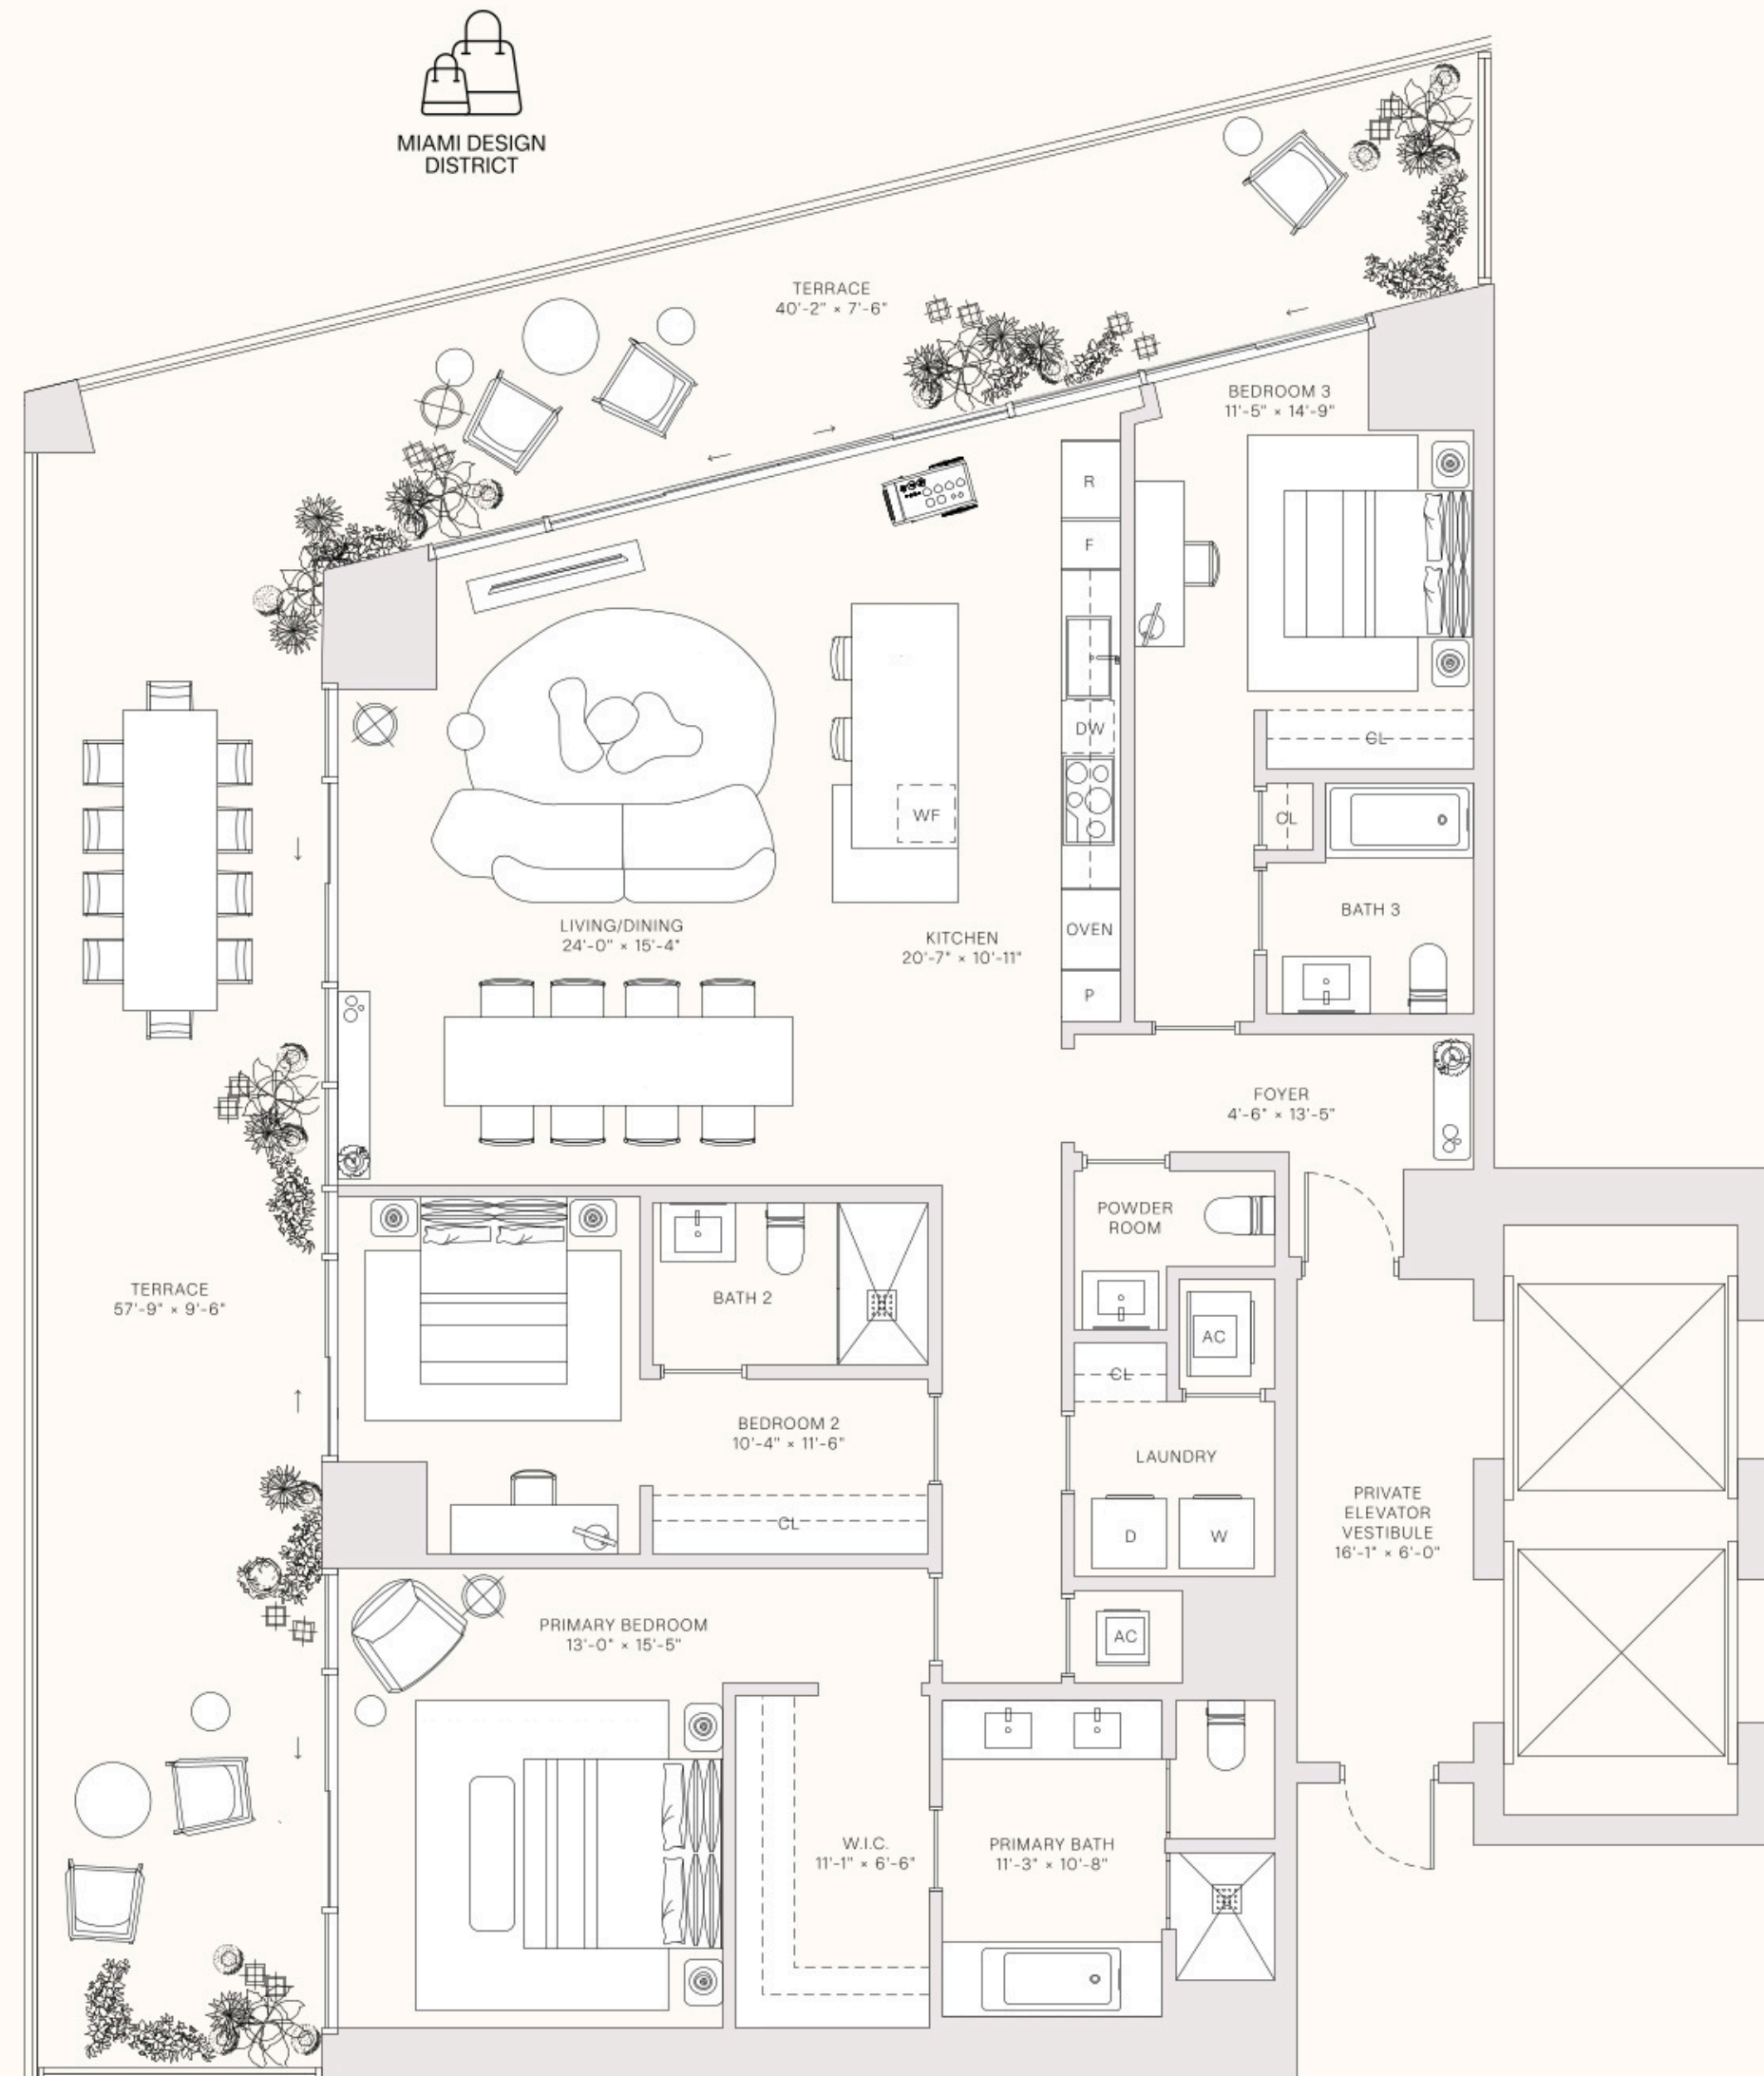 MIAMI DESIGN
DISTRICT
TERRACE
40'-2" × 7'-6"
BEDROOM 3
11'-5" × 14'-9"
R
F
DW
CL
WF
CL
BATH 3
LIVING/DINING
24'-0" × 15'-4"
KITCHEN
20'-7" × 10'-11"
OVEN
P
FOYER
4'-6" × 13'-5"
POWDER
ROOM
TERRACE
57'-9" × 9'-6"
BATH 2
AC
CL
BEDROOM 2
10'-4" × 11'-6"
LAUNDRY
CL
D
W
PRIVATE
ELEVATOR
VESTIBULE
16'-1" × 6'-0"
PRIMARY BEDROOM
13'-0" × 15'-5"
AC
W.I.C.
11'-1" × 6'-6"
PRIMARY BATH
11'-3" × 10'-8"